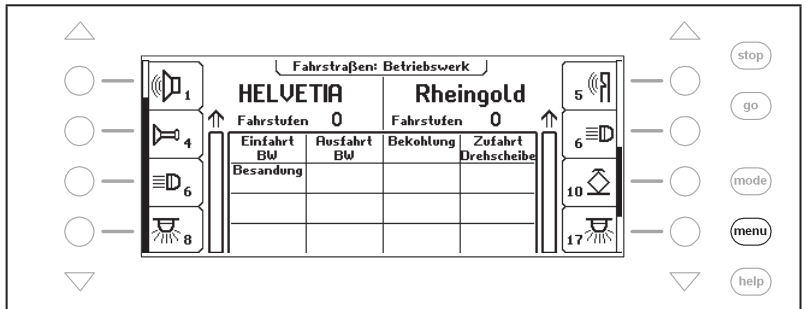 Fahrstraßen: Betriebswerk
HELVETIA
Rheingold
Fahrstufen 0
Fahrstufen 0
Einfahrt
BW
Ausfahrt
BW
Bekohlung
Zufahrt
Drehscheibe
Besandung
1
4
6
8
5
6
10
17
stop
go
mode
menu
help